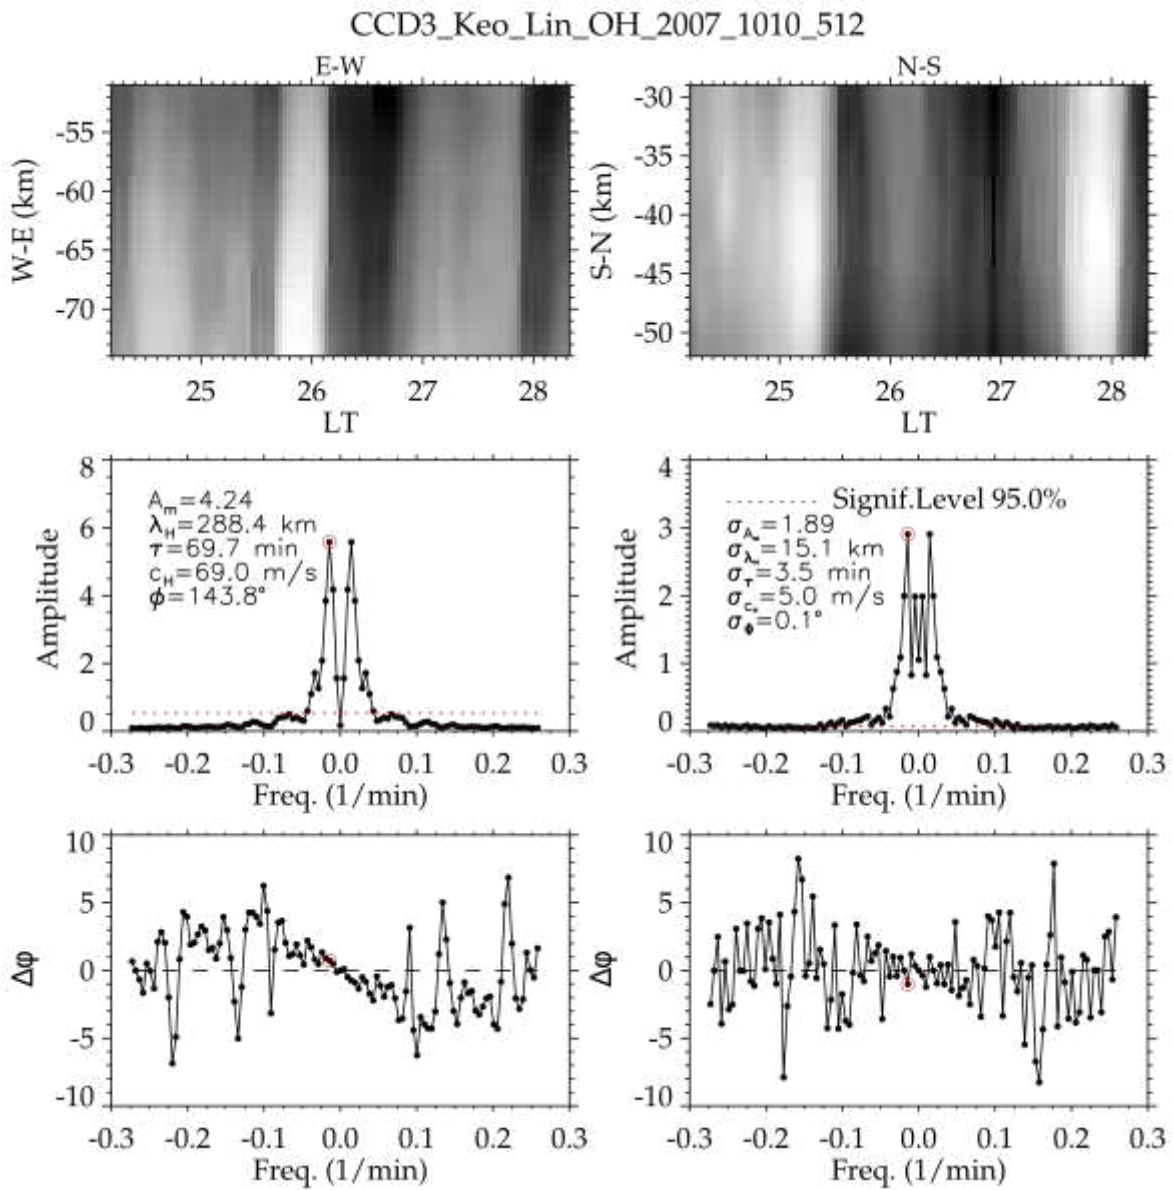 CCD3_Keo_Lin_OH_2007_1010_512
E-W
N-S
W-E (km)
-55
-60
-65
-70
25 26 27 28
LT
S-N (km)
-30
-35
-40
-45
-50
25 26 27 28
LT
Amplitude
8
6
4
2
0
A_m=4.24
λ_H=288.4 km
τ=69.7 min
c_H=69.0 m/s
ϕ=143.8°
-0.3 -0.2 -0.1 0.0 0.1 0.2 0.3
Freq. (1/min)
Amplitude
4
3
2
1
0
Signif.Level 95.0%
σ_A_m=1.89
σ_λ_H=15.1 km
σ_τ=3.5 min
σ_c_H=5.0 m/s
σ_ϕ=0.1°
-0.3 -0.2 -0.1 0.0 0.1 0.2 0.3
Freq. (1/min)
Δφ
10
5
0
-5
-10
-0.3 -0.2 -0.1 0.0 0.1 0.2 0.3
Freq. (1/min)
Δφ
10
5
0
-5
-10
-0.3 -0.2 -0.1 0.0 0.1 0.2 0.3
Freq. (1/min)